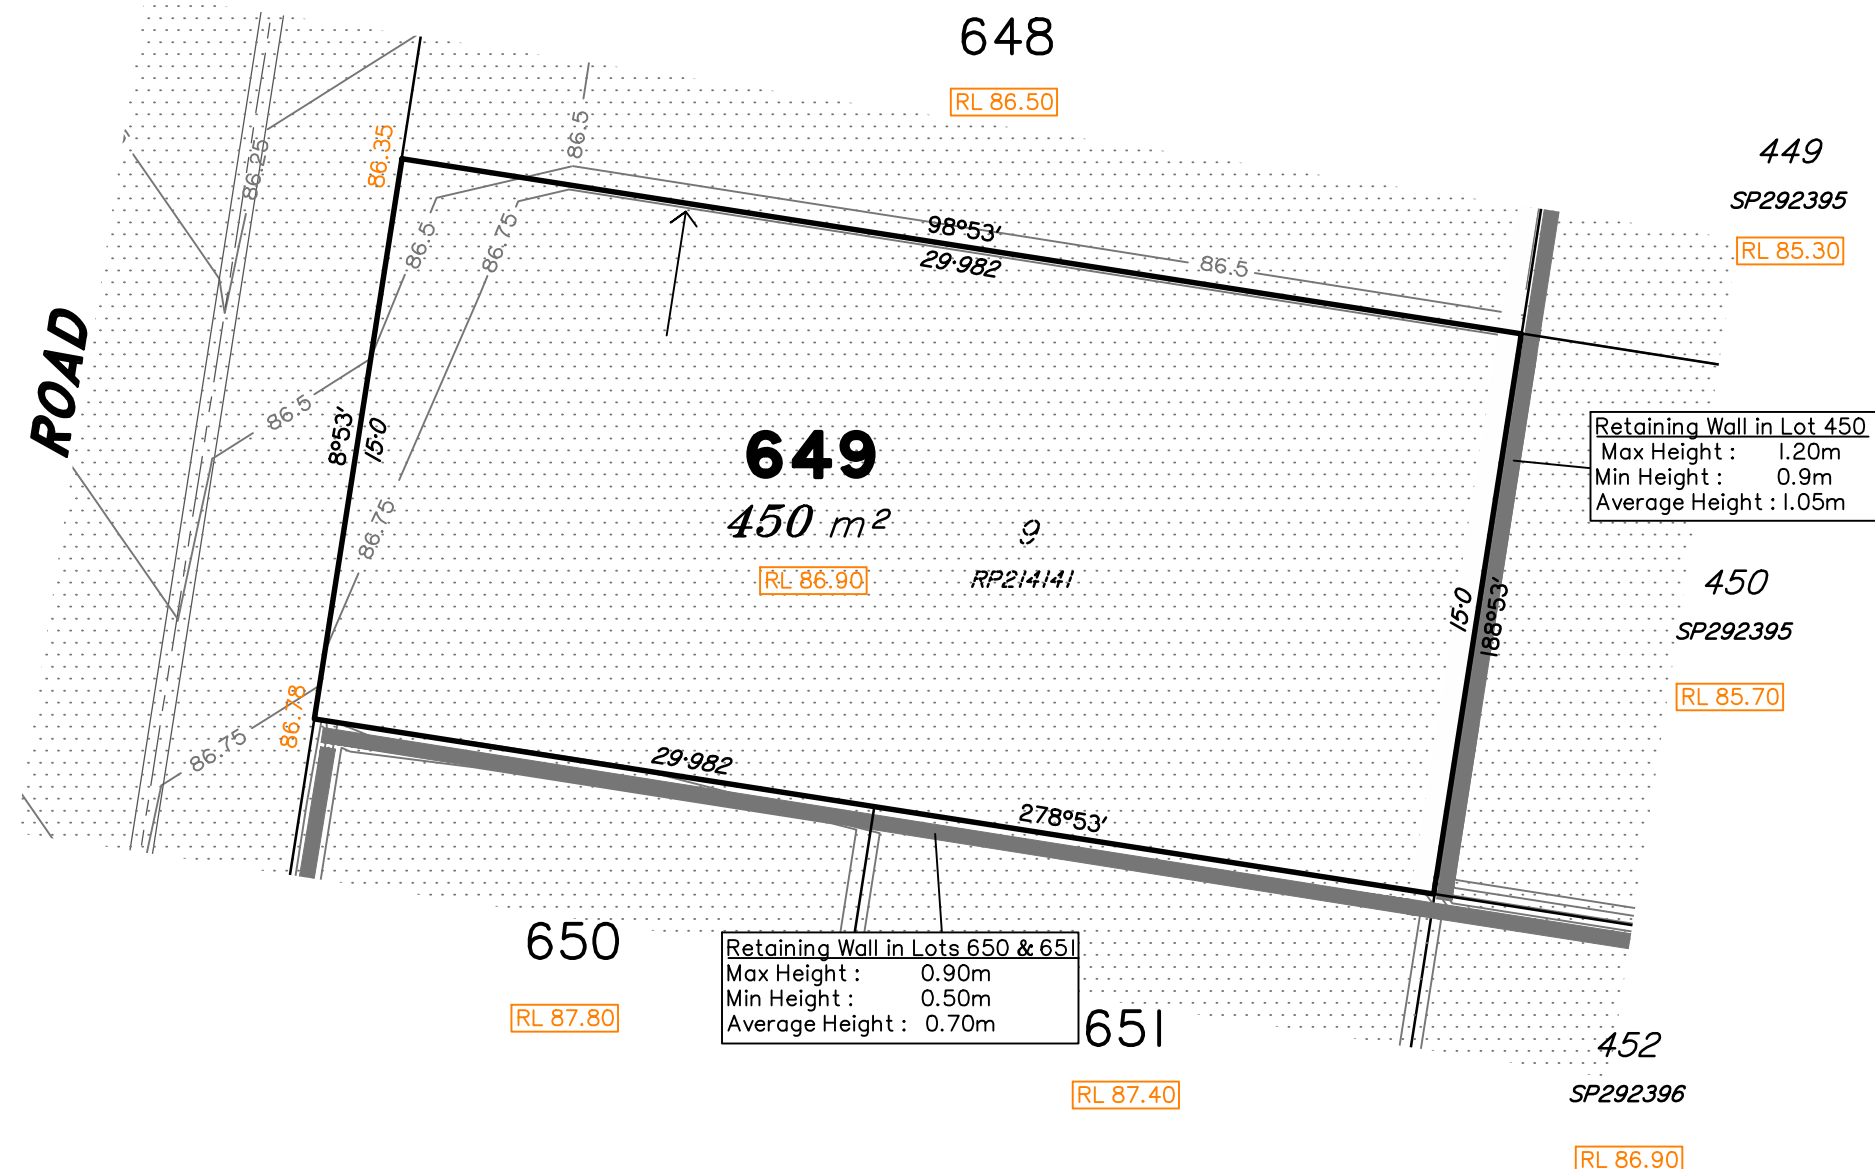 648
RL 86.50
449
SP292395
RL 85.30
86.35
86.5
86.25
86.5
86.75
98°53'
29·982
86.5
ROAD
86.5
8°53'
15·0
649
450 m²
RL 86.90
9
RP214141
86.75
Retaining Wall in Lot 450
Max Height : 1.20m
Min Height : 0.9m
Average Height : 1.05m
15·0
188°53'
450
SP292395
RL 85.70
86.78
86.75
29·982
278°53'
650
RL 87.80
Retaining Wall in Lots 650 & 651
Max Height : 0.90m
Min Height : 0.50m
Average Height : 0.70m
651
RL 87.40
452
SP292396
RL 86.90